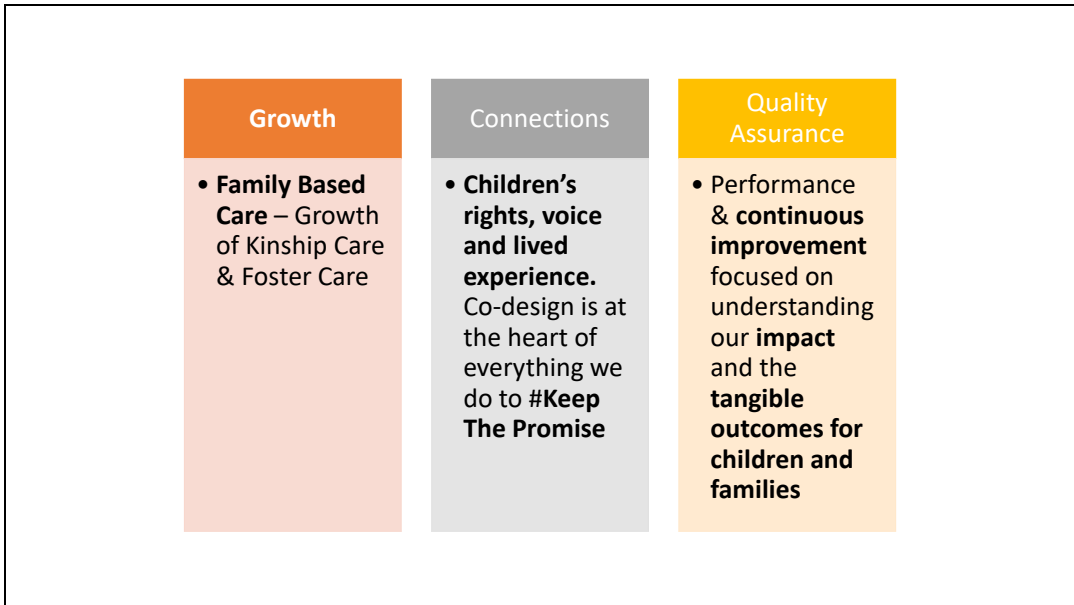 Growth
• Family Based
Care – Growth
of Kinship Care
& Foster Care
Connections
• Children’s
rights, voice
and lived
experience.
Co-design is at
the heart of
everything we
do to #Keep
The Promise
Quality
Assurance
• Performance
& continuous
improvement
focused on
understanding
our impact
and the
tangible
outcomes for
children and
families